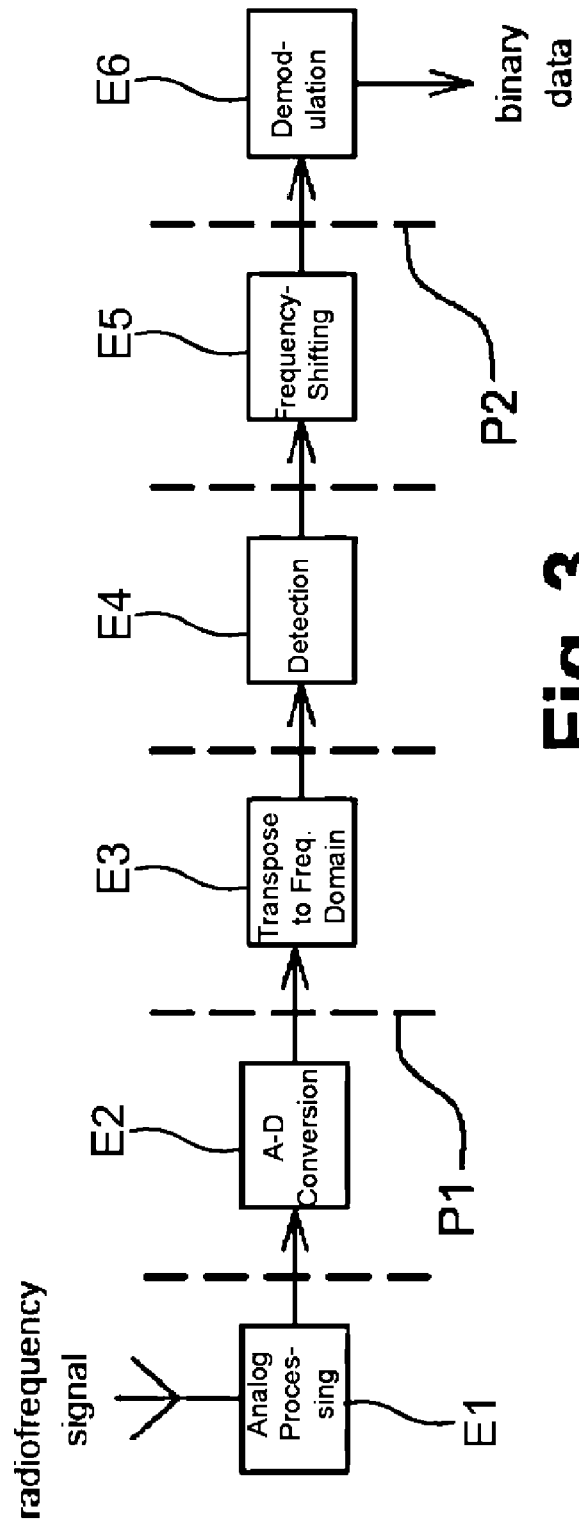 radiofrequency
signal
Analog
Proces-
sing
E1
E2
A-D
Conversion
P1
E3
Transpose
to Freq.
Domain
E4
Detection
E5
Frequency-
Shifting
P2
E6
Demod-
ulation
binary
data
Fig. 3